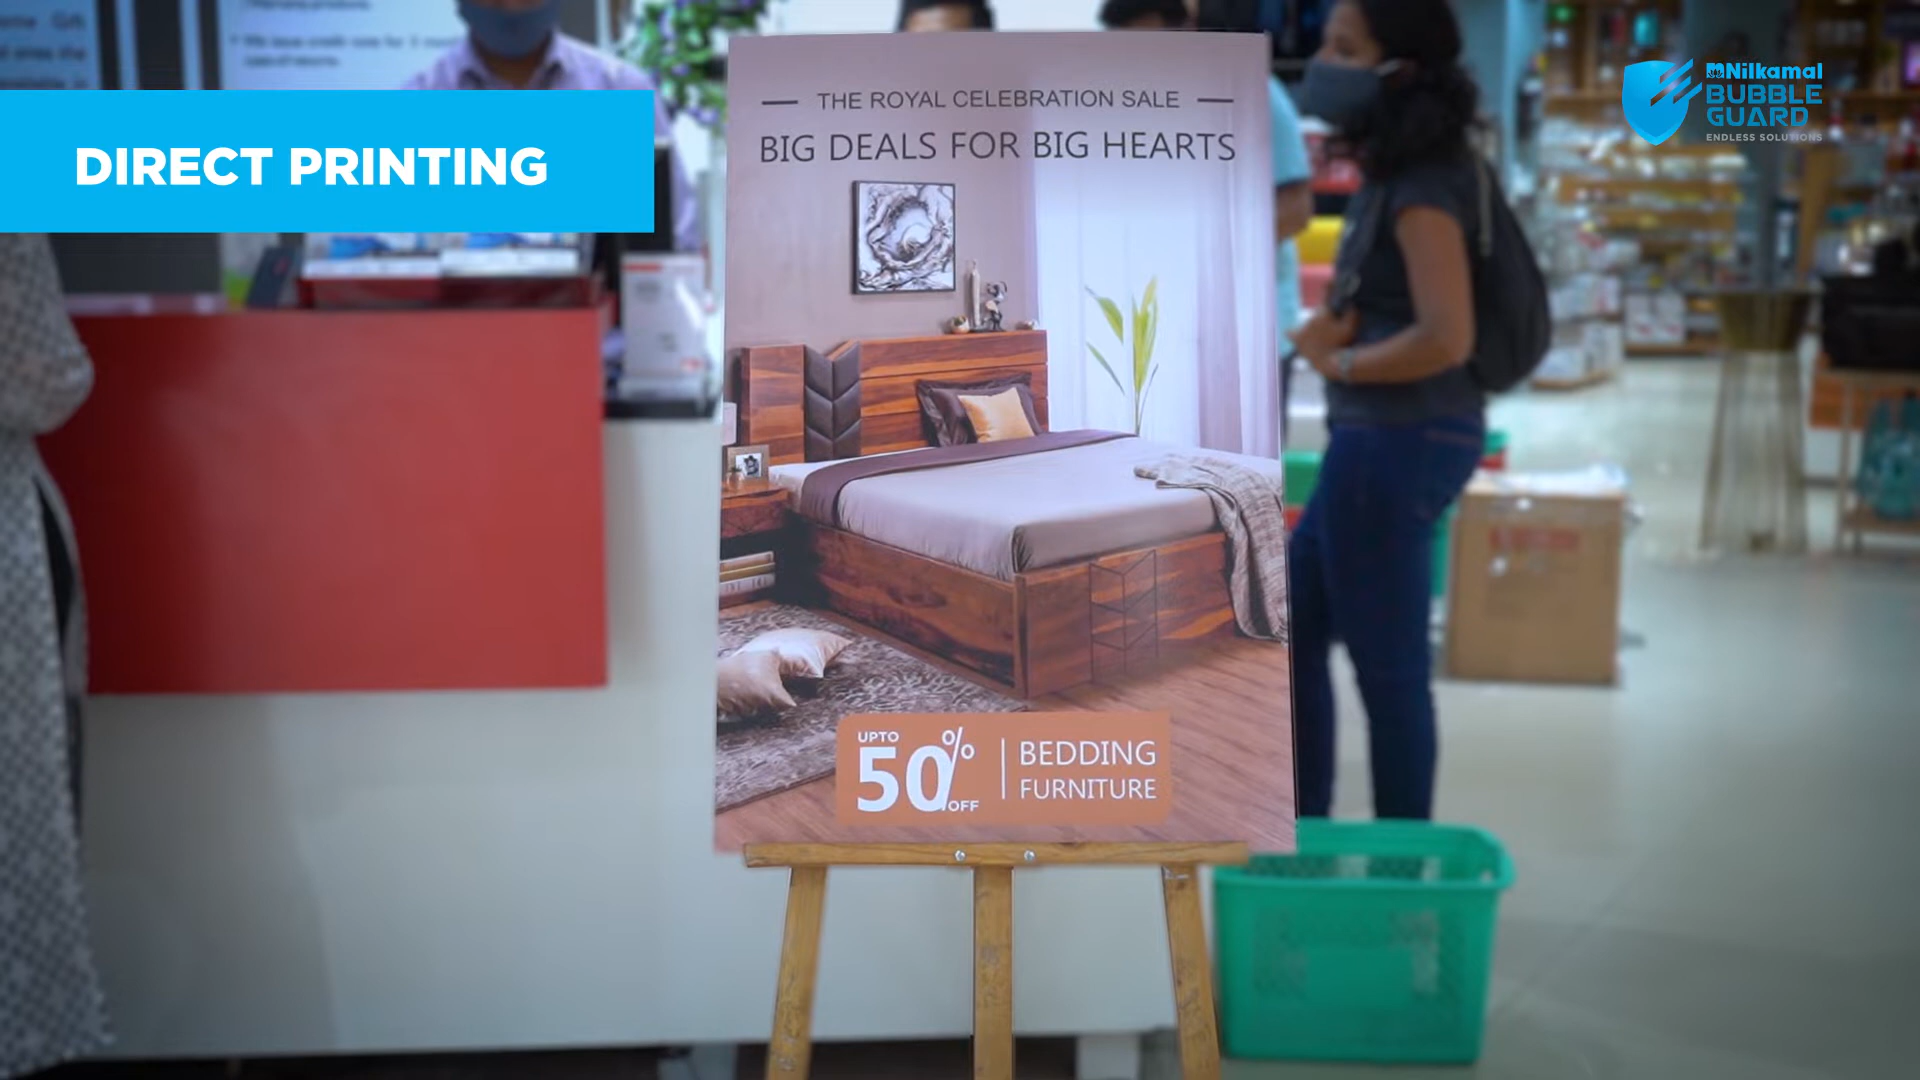 DIRECT PRINTING
Nilkamal
BUBBLE
GUARD
ENDLESS SOLUTIONS
THE ROYAL CELEBRATION SALE
BIG DEALS FOR BIG HEARTS
UPTO
50%
OFF
BEDDING
FURNITURE